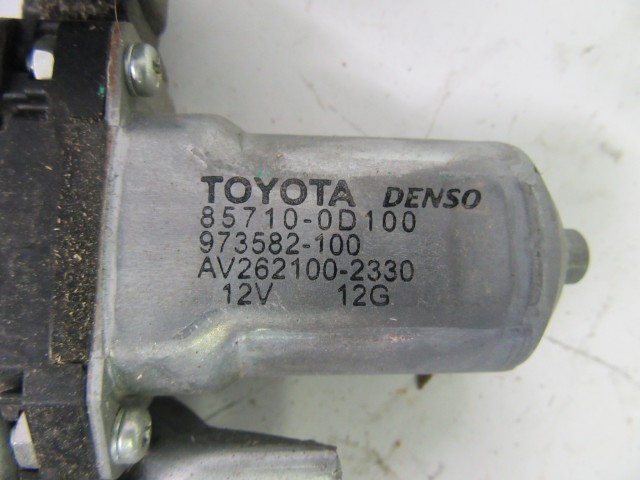 TOYOTA DENSO
85710-0D100
973582-100
AV262100-2330
12V 12G